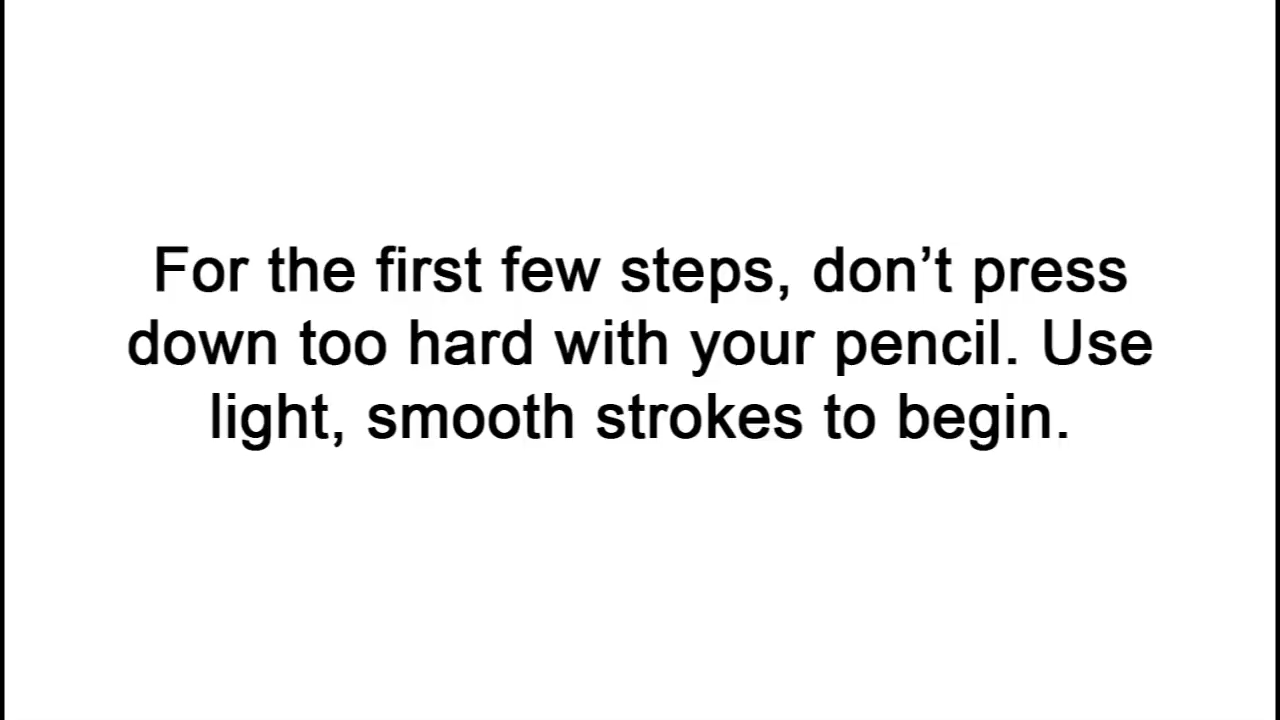 For the first few steps, don’t press
down too hard with your pencil. Use
light, smooth strokes to begin.